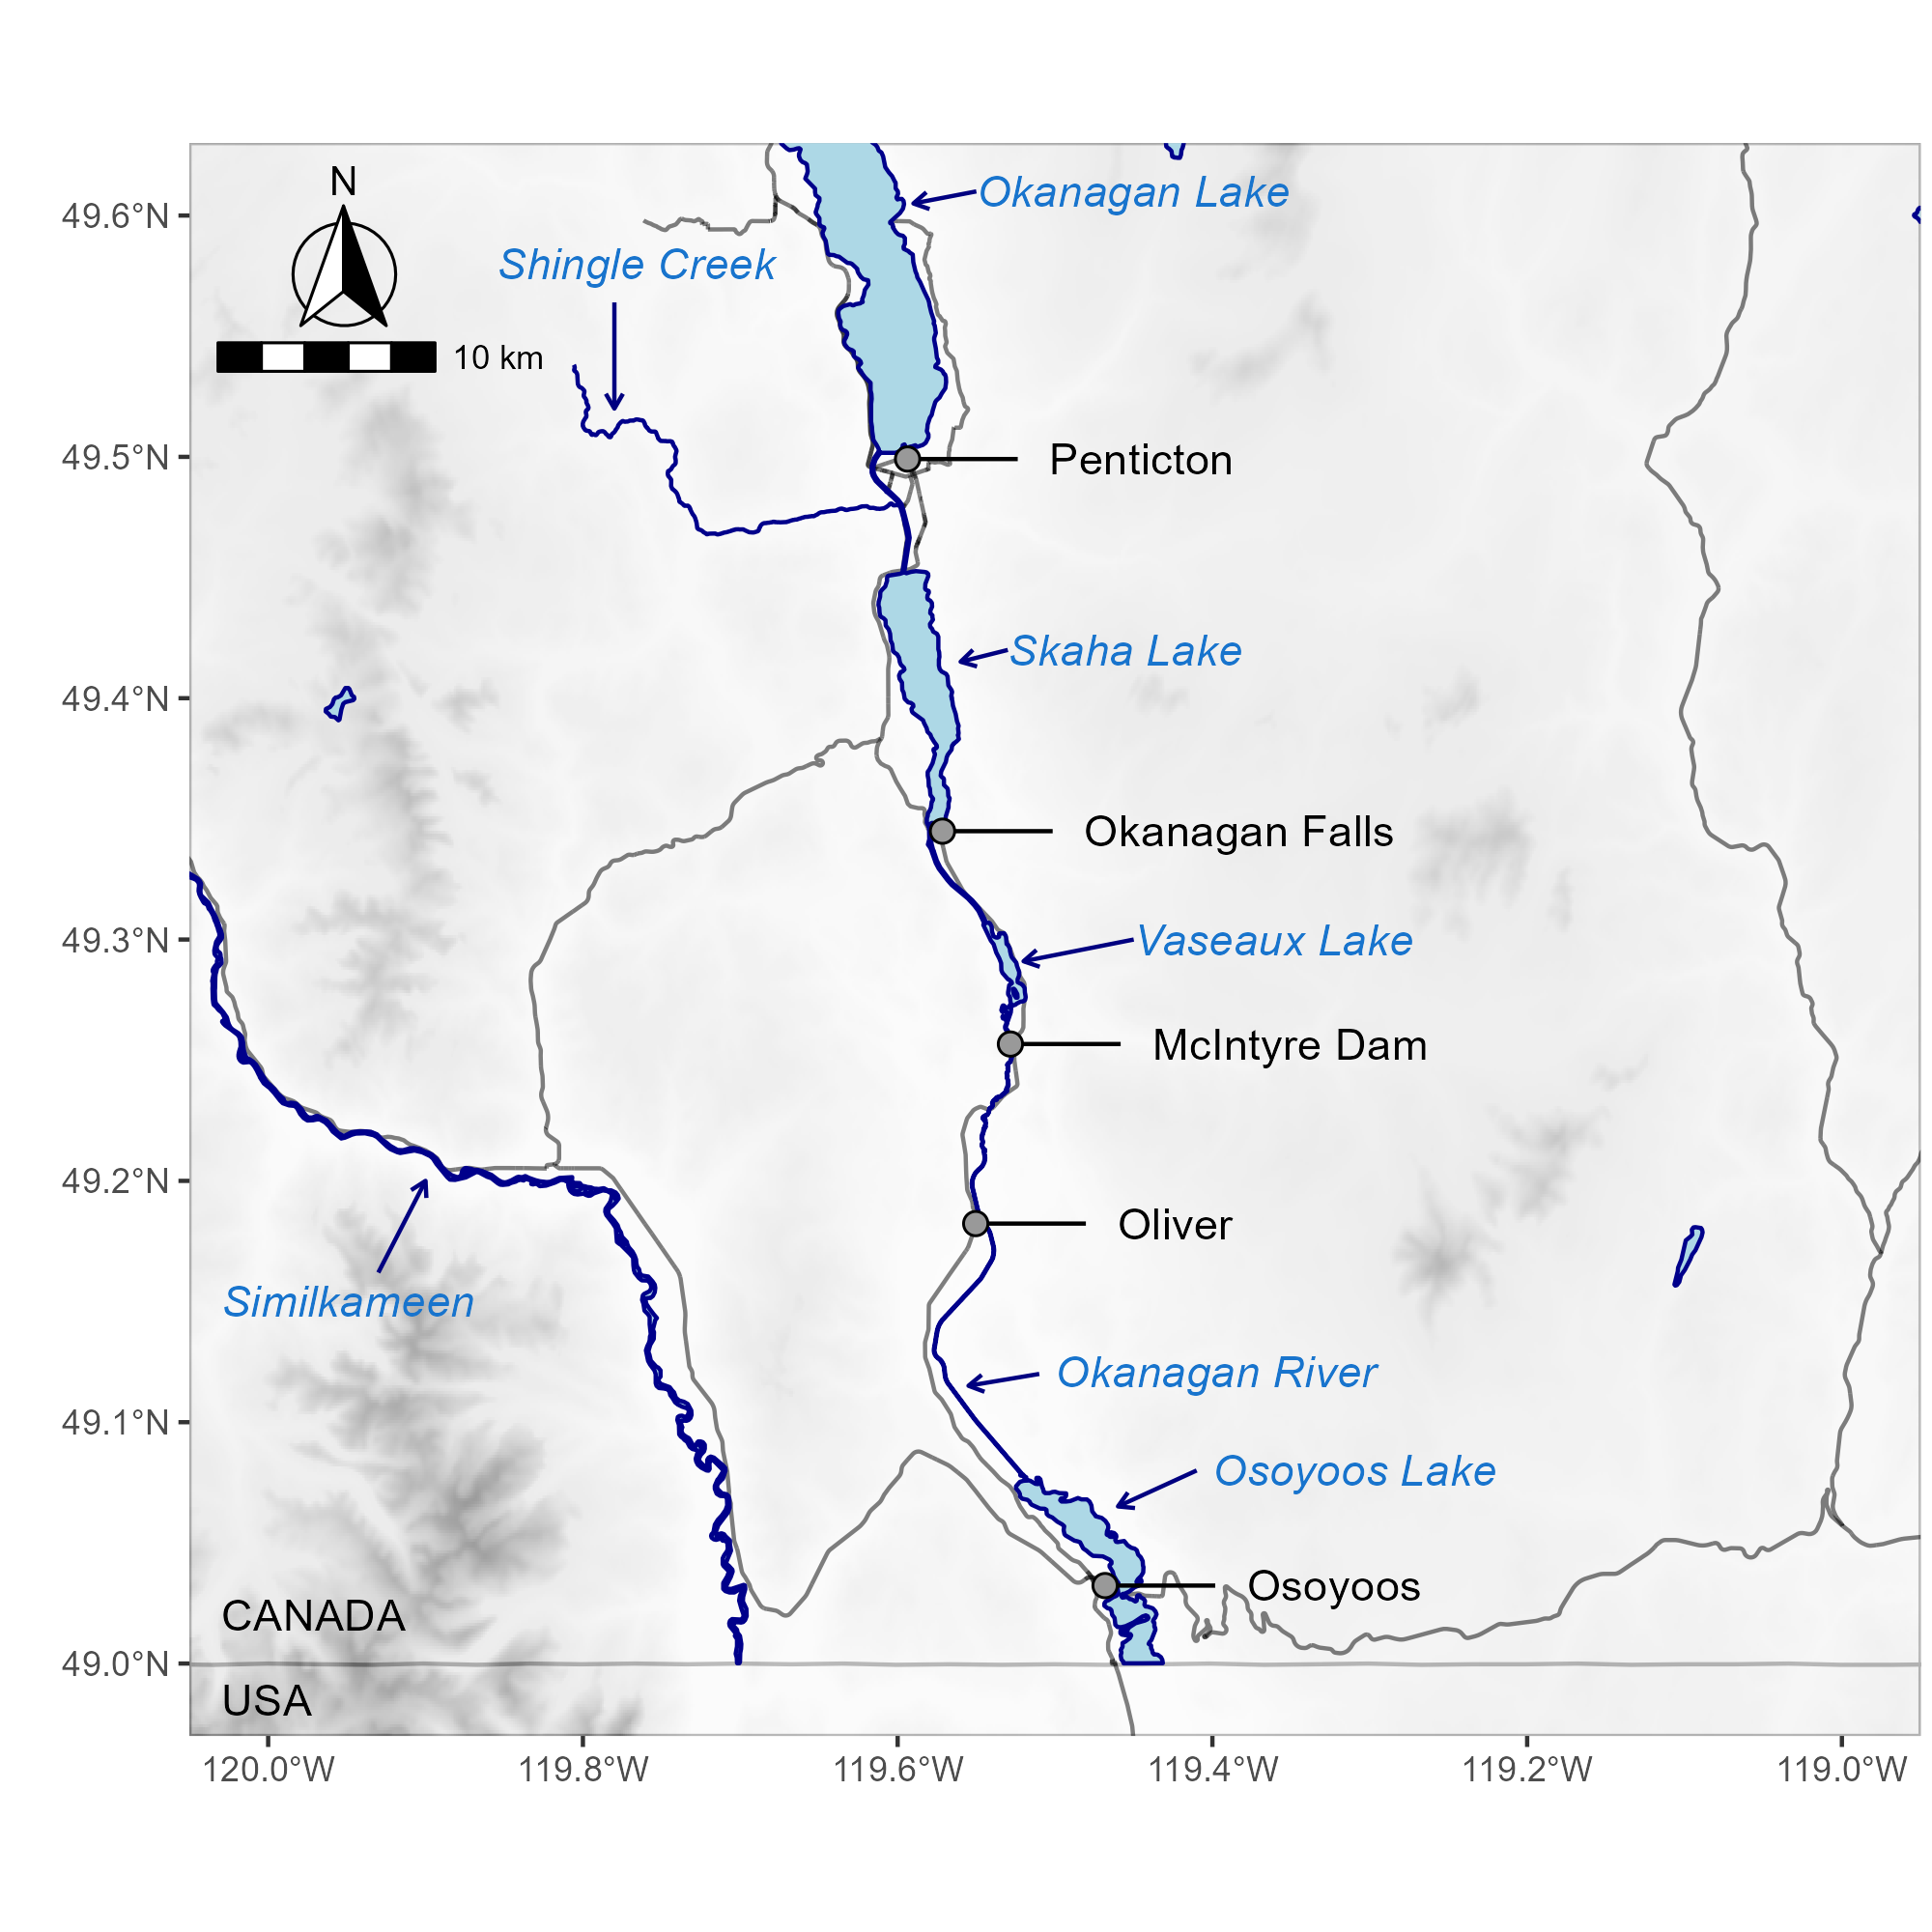 N
10 km
Okanagan Lake
Shingle Creek
Penticton
Skaha Lake
Okanagan Falls
Vaseaux Lake
McIntyre Dam
Oliver
Similkameen
Okanagan River
Osoyoos Lake
Osoyoos
CANADA
USA
49.6°N
49.5°N
49.4°N
49.3°N
49.2°N
49.1°N
49.0°N
120.0°W 119.8°W 119.6°W 119.4°W 119.2°W 119.0°W